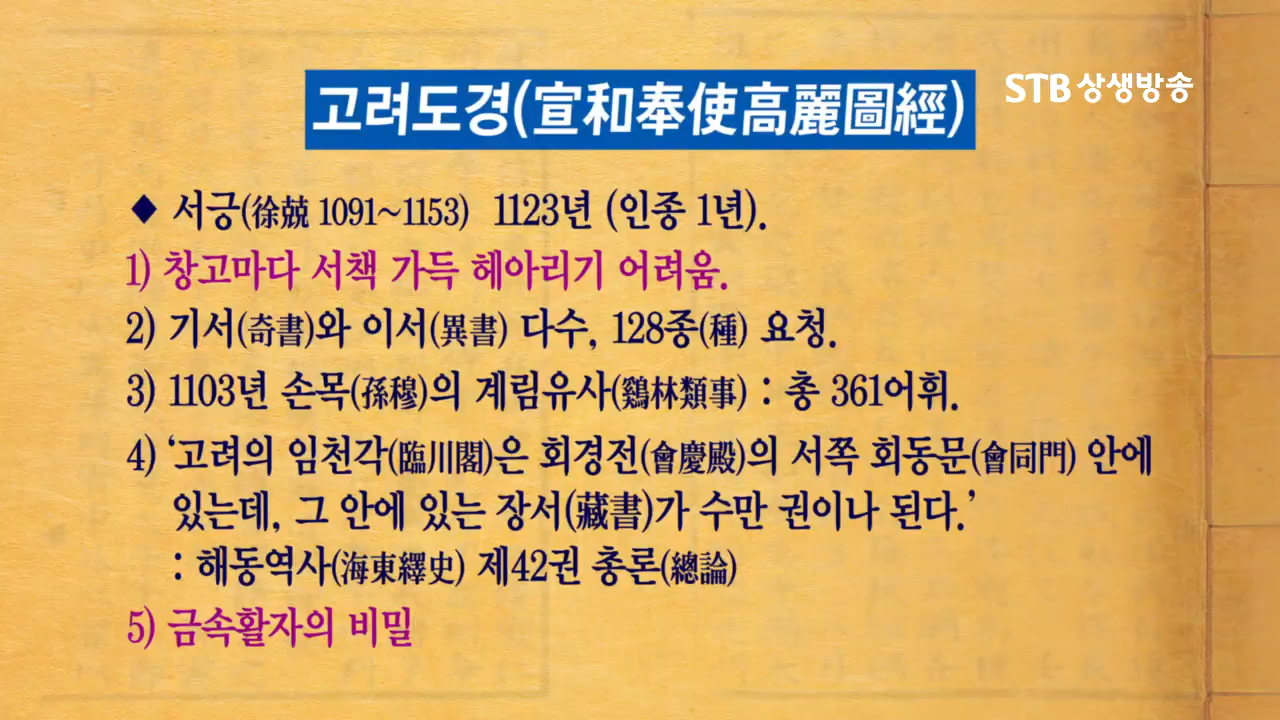 고려도경(宣和奉使高麗圖經)
STB 상생방송
◆ 서긍(徐兢 1091~1153) 1123년 (인종 1년).
1) 창고마다 서책 가득 헤아리기 어려움.
2) 기서(奇書)와 이서(異書) 다수, 128종(種) 요청.
3) 1103년 손목(孫穆)의 계림유사(鷄林類事) : 총 361어휘.
4) ‘고려의 임천각(臨川閣)은 회경전(會慶殿)의 서쪽 회동문(會同門) 안에
있는데, 그 안에 있는 장서(藏書)가 수만 권이나 된다.’
: 해동역사(海東繹史) 제42권 총론(總論)
5) 금속활자의 비밀